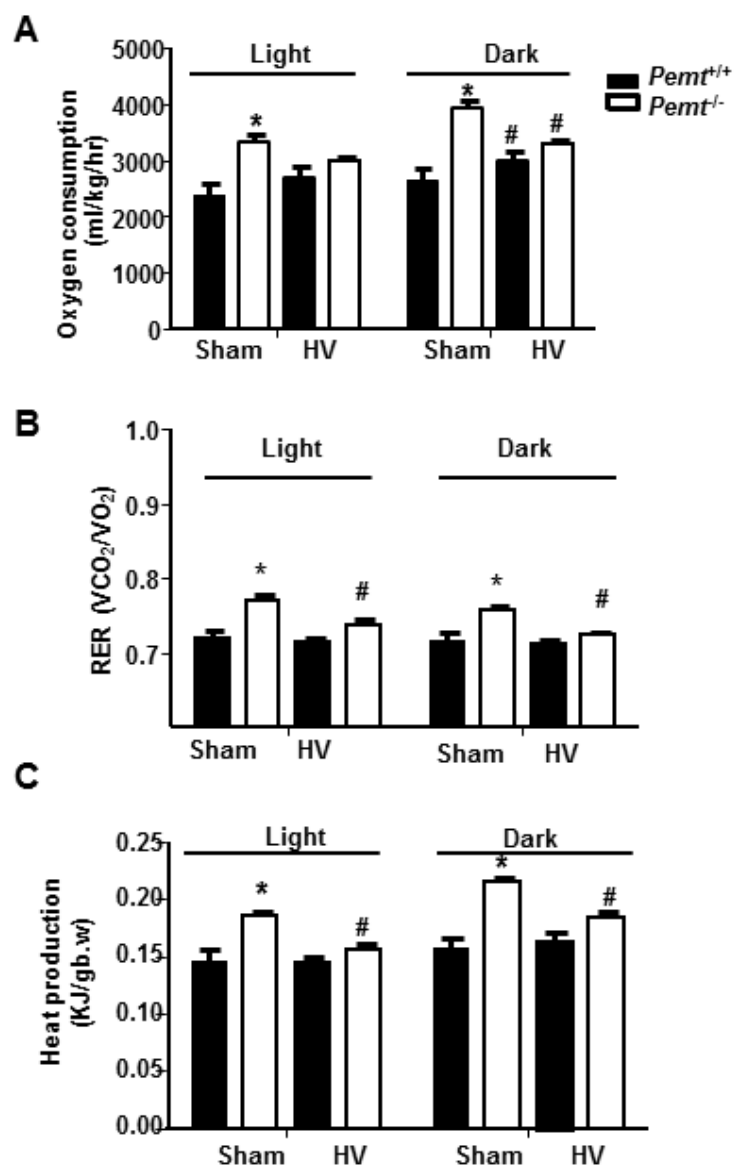 A
Light
Dark
Pemt+/+
Pemt-/-
Oxygen consumption
(ml/kg/hr)
5000
4000
3000
2000
1000
0
*
*
#
#
Sham
HV
Sham
HV
B
Light
Dark
RER (VCO2/VO2)
1.0
0.9
0.8
0.7
*
#
*
#
Sham
HV
Sham
HV
C
Light
Dark
Heat production
(KJ/gb.w)
0.25
0.20
0.15
0.10
0.05
0.00
*
#
*
#
Sham
HV
Sham
HV